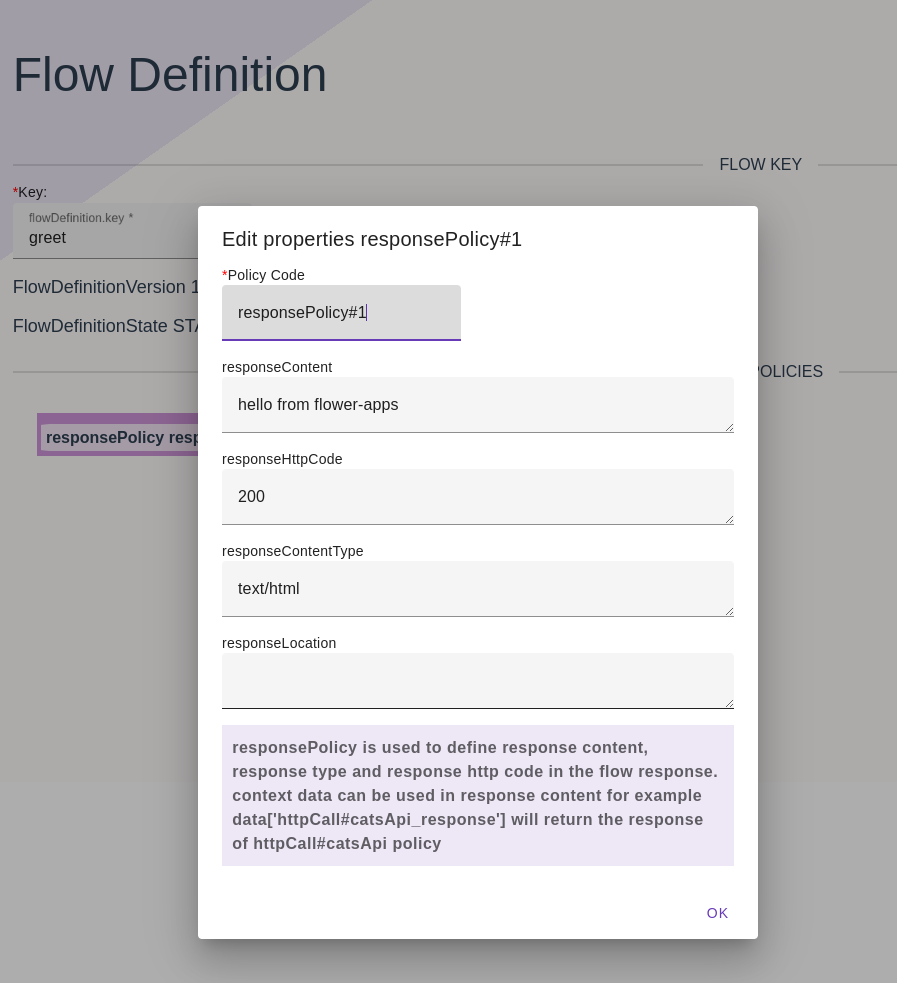 Flow Definition
FLOW KEY
*Key:
flowDefinition.key *
greet
FlowDefinitionVersion 1
FlowDefinitionState STA
POLICIES
responsePolicy resp
Edit properties responsePolicy#1
*Policy Code
responsePolicy#1
responseContent
hello from flower-apps
responseHttpCode
200
responseContentType
text/html
responseLocation
responsePolicy is used to define response content,
response type and response http code in the flow response.
context data can be used in response content for example
data['httpCall#catsApi_response'] will return the response
of httpCall#catsApi policy
OK